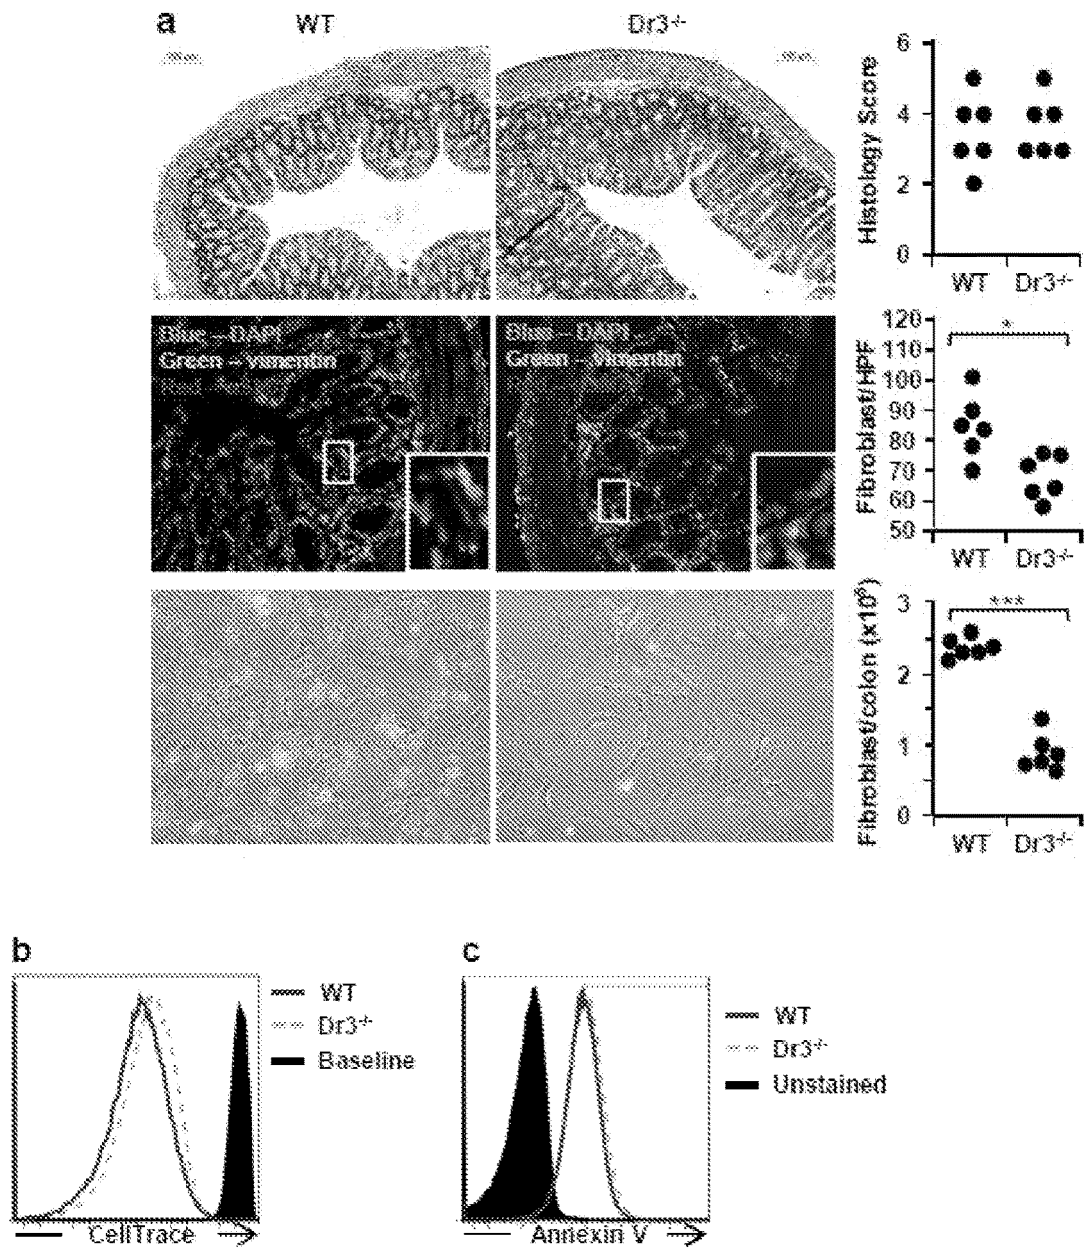 a
WT
Dr3-/-
Blue – DAPI
Green – vimentin
Blue – DAPI
Green – vimentin
Histology Score
6
4
2
0
WT Dr3-/-
Fibroblast/HPF
120
110
100
90
80
70
60
50
*
WT Dr3-/-
Fibroblast/colon (x10⁶)
3
2
1
0
***
WT Dr3-/-
b
WT
Dr3-/-
Baseline
CellTrace
c
WT
Dr3-/-
Unstained
Annexin V